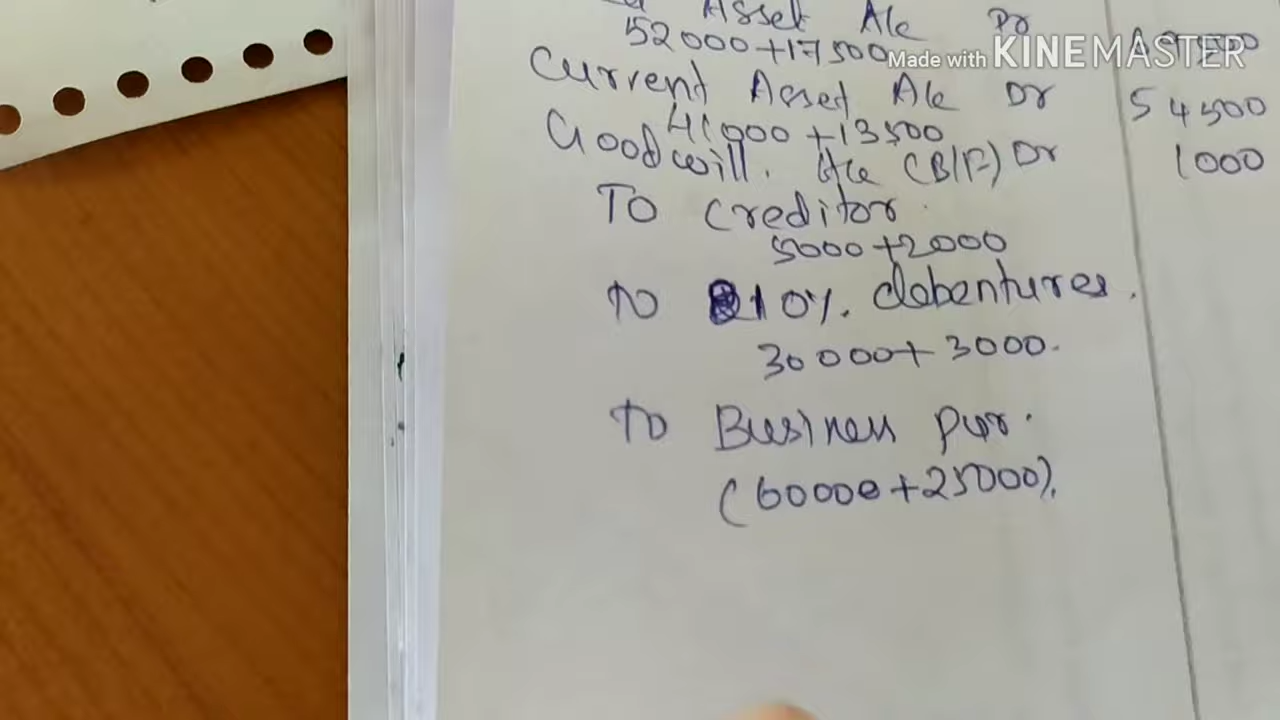 Asset A/c Dr
52000+17500
Made with KINEMASTER
Current Asset A/c Dr 54500
41000+13500
Goodwill. A/c (B/F) Dr 1000
To creditor.
5000+2000
To 10%. debentures.
30000+3000.
To Business pur.
(60000+25000).